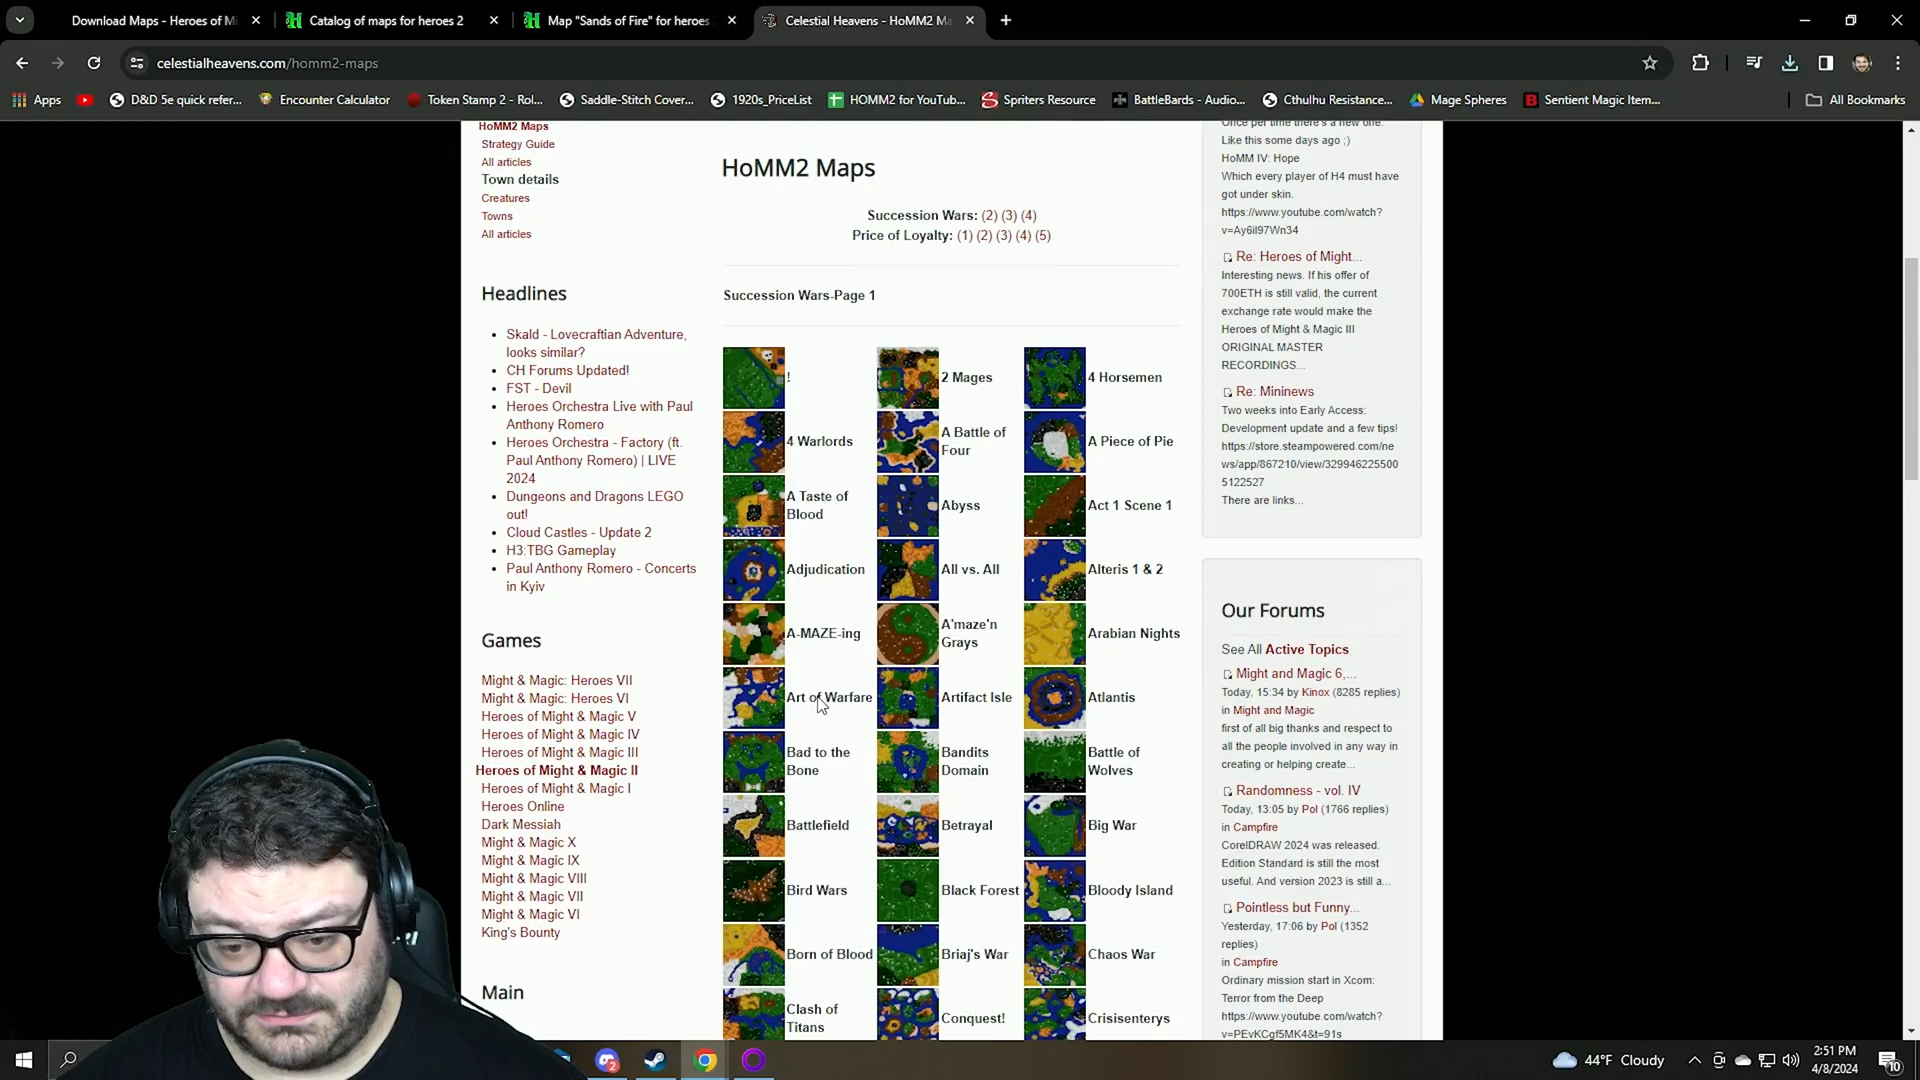 Download Maps - Heroes of Mi
Catalog of maps for heroes 2
Map "Sands of Fire" for heroes
Celestial Heavens - HoMM2 Ma
celestialheavens.com/homm2-maps
Apps
D&D 5e quick refer...
Encounter Calculator
Token Stamp 2 - Rol...
Saddle-Stitch Cover...
1920s_PriceList
HOMM2 for YouTub...
Spriters Resource
BattleBards - Audio...
Cthulhu Resistance...
Mage Spheres
Sentient Magic Item...
All Bookmarks
HoMM2 Maps
Strategy Guide
All articles
Town details
Creatures
Towns
All articles
Headlines
Skald - Lovecraftian Adventure,
looks similar?
CH Forums Updated!
FST - Devil
Heroes Orchestra Live with Paul
Anthony Romero
Heroes Orchestra - Factory (ft.
Paul Anthony Romero) | LIVE
2024
Dungeons and Dragons LEGO
out!
Cloud Castles - Update 2
H3:TBG Gameplay
Paul Anthony Romero - Concerts
in Kyiv
Games
Might & Magic: Heroes VII
Might & Magic: Heroes VI
Heroes of Might & Magic V
Heroes of Might & Magic IV
Heroes of Might & Magic III
Heroes of Might & Magic II
Heroes of Might & Magic I
Heroes Online
Dark Messiah
Might & Magic X
Might & Magic IX
Might & Magic VIII
Might & Magic VII
Might & Magic VI
King's Bounty
Main
HoMM2 Maps
Succession Wars: (2) (3) (4)
Price of Loyalty: (1) (2) (3) (4) (5)
Succession Wars-Page 1
!
2 Mages
4 Horsemen
4 Warlords
A Battle of
Four
A Piece of Pie
A Taste of
Blood
Abyss
Act 1 Scene 1
Adjudication
All vs. All
Alteris 1 & 2
A-MAZE-ing
A'maze'n
Grays
Arabian Nights
Art of Warfare
Artifact Isle
Atlantis
Bad to the
Bone
Bandits
Domain
Battle of
Wolves
Battlefield
Betrayal
Big War
Bird Wars
Black Forest
Bloody Island
Born of Blood
Briaj's War
Chaos War
Clash of
Titans
Conquest!
Crisisenterys
Once per time there's a new one.
Like this some days ago ;)
HoMM IV: Hope
Which every player of H4 must have
got under skin.
https://www.youtube.com/watch?
v=Ay6il97Wn34
Re: Heroes of Might...
Interesting news. If his offer of
700ETH is still valid, the current
exchange rate would make the
Heroes of Might & Magic III
ORIGINAL MASTER
RECORDINGS...
Re: Mininews
Two weeks into Early Access:
Development update and a few tips!
https://store.steampowered.com/ne
ws/app/867210/view/329946225500
5122527
There are links...
Our Forums
See All Active Topics
Might and Magic 6,...
Today, 15:34 by Kinox (8285 replies)
in Might and Magic
first of all big thanks and respect to
all the people involved in any way in
creating or helping create...
Randomness - vol. IV
Today, 13:05 by Pol (1766 replies)
in Campfire
CorelDRAW 2024 was released.
Edition Standard is still the most
useful. And version 2023 is still a...
Pointless but Funny...
Yesterday, 17:06 by Pol (1352
replies)
in Campfire
Ordinary mission start in Xcom:
Terror from the Deep
https://www.youtube.com/watch?
v=PEvKCgf5MK4&t=91s
2
44°F Cloudy
2:51 PM
4/8/2024
10